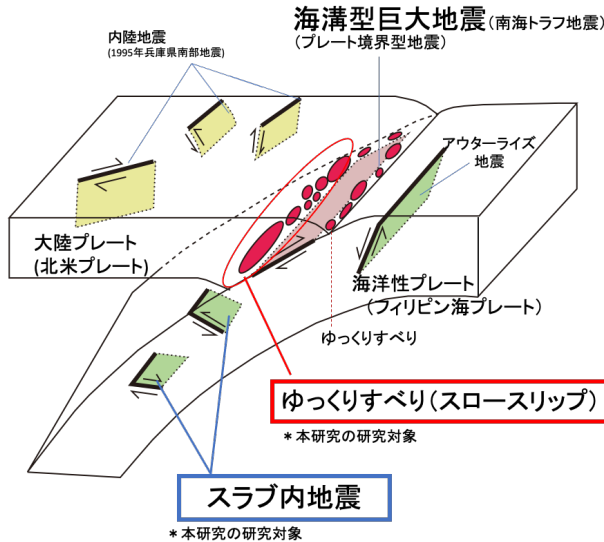 海溝型巨大地震(南海トラフ地震)
(プレート境界型地震)
内陸地震
(1995年兵庫県南部地震)
アウターライズ
地震
大陸プレート
(北米プレート)
海洋性プレート
(フィリピン海プレート)
ゆっくりすべり
ゆっくりすべり(スロースリップ)
*本研究の研究対象
スラブ内地震
*本研究の研究対象